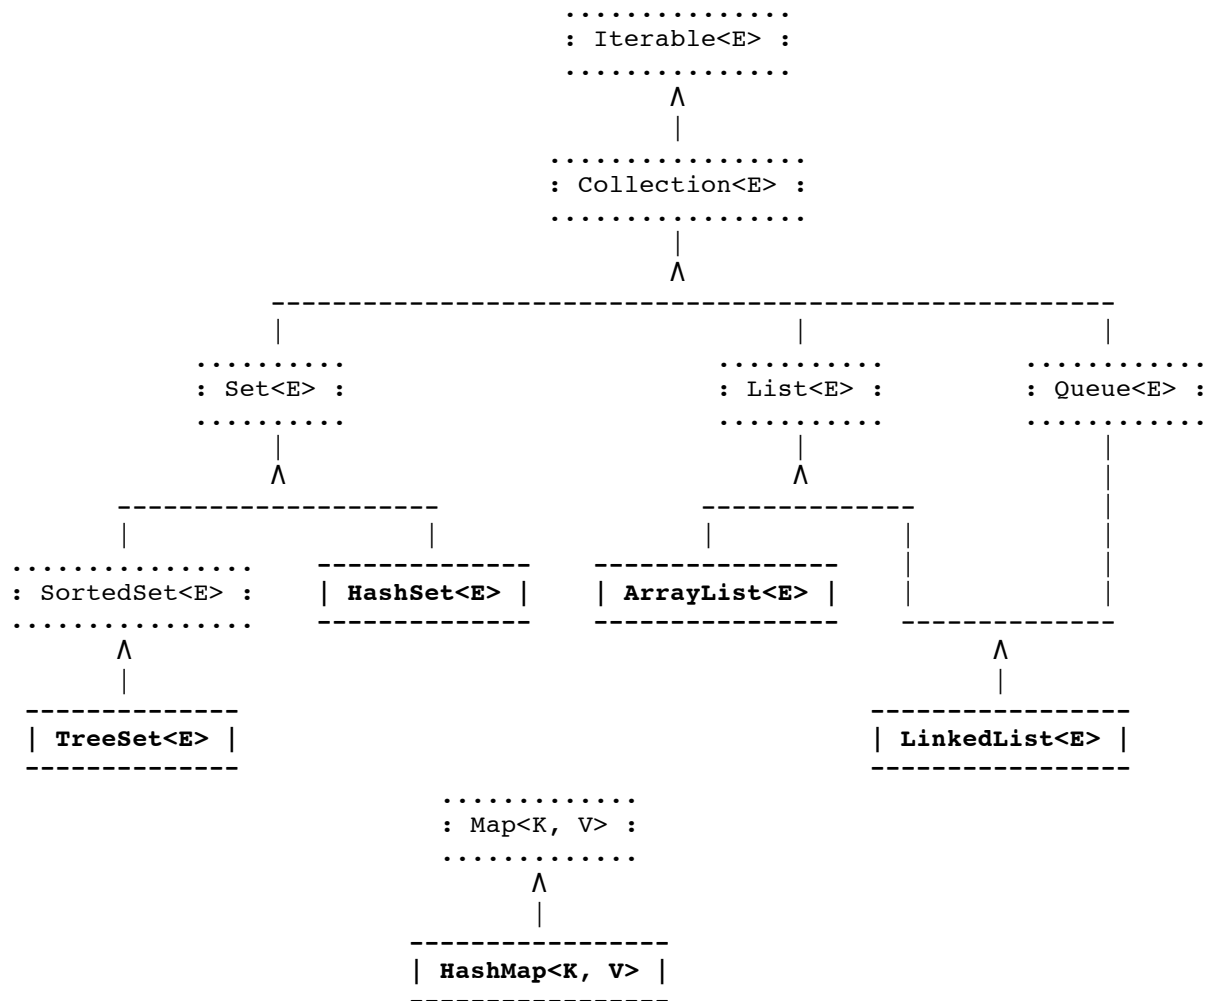 Iterable<E>
Collection<E>
Set<E> List<E> Queue<E>
SortedSet<E> HashSet<E> ArrayList<E>
TreeSet<E> LinkedList<E>
Map<K, V>
HashMap<K, V>